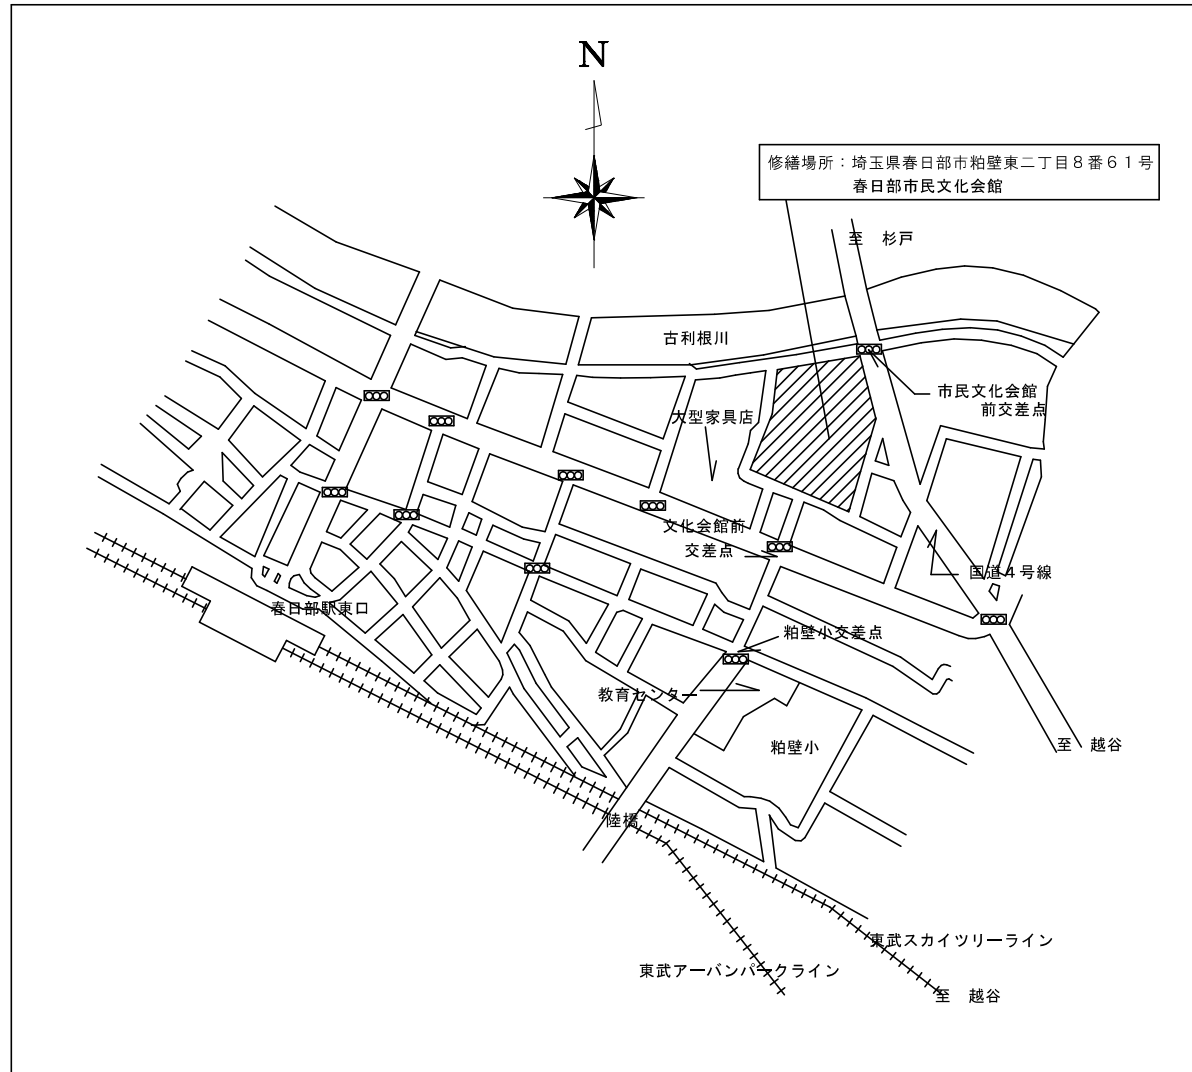 N
修繕場所：埼玉県春日部市粕壁東二丁目８番６１号
春日部市民文化会館
至　杉戸
古利根川
市民文化会館
前交差点
大型家具店
文化会館前
交差点
国道４号線
春日部駅東口
粕壁小交差点
教育センター
粕壁小
至　越谷
陸橋
東武スカイツリーライン
東武アーバンパークライン
至　越谷